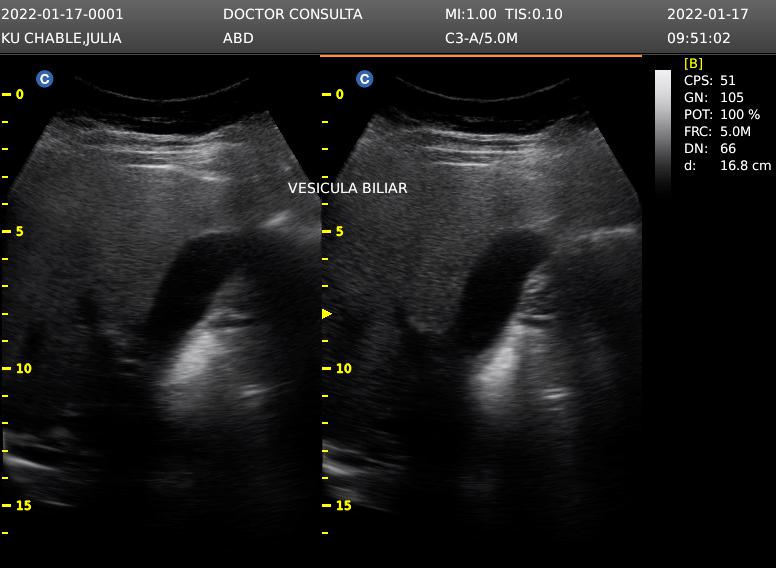 2022-01-17-0001 DOCTOR CONSULTA MI:1.00 TIS:0.10 2022-01-17
KU CHABLE,JULIA ABD C3-A/5.0M 09:51:02
C
C
[B]
CPS: 51
GN: 105
POT: 100 %
FRC: 5.0M
DN: 66
d: 16.8 cm
VESICULA BILIAR
0
5
10
15
0
5
10
15